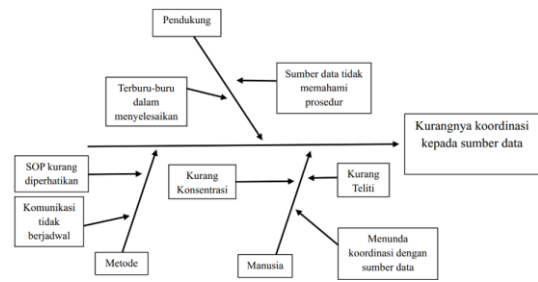 Pendukung
Terburu-buru
dalam
menyelesaikan
Sumber data tidak
memahami
prosedur
Kurangnya koordinasi
kepada sumber data
SOP kurang
diperhatikan
Komunikasi
tidak
berjadwal
Metode
Kurang
Konsentrasi
Kurang
Teliti
Menunda
koordinasi dengan
sumber data
Manusia